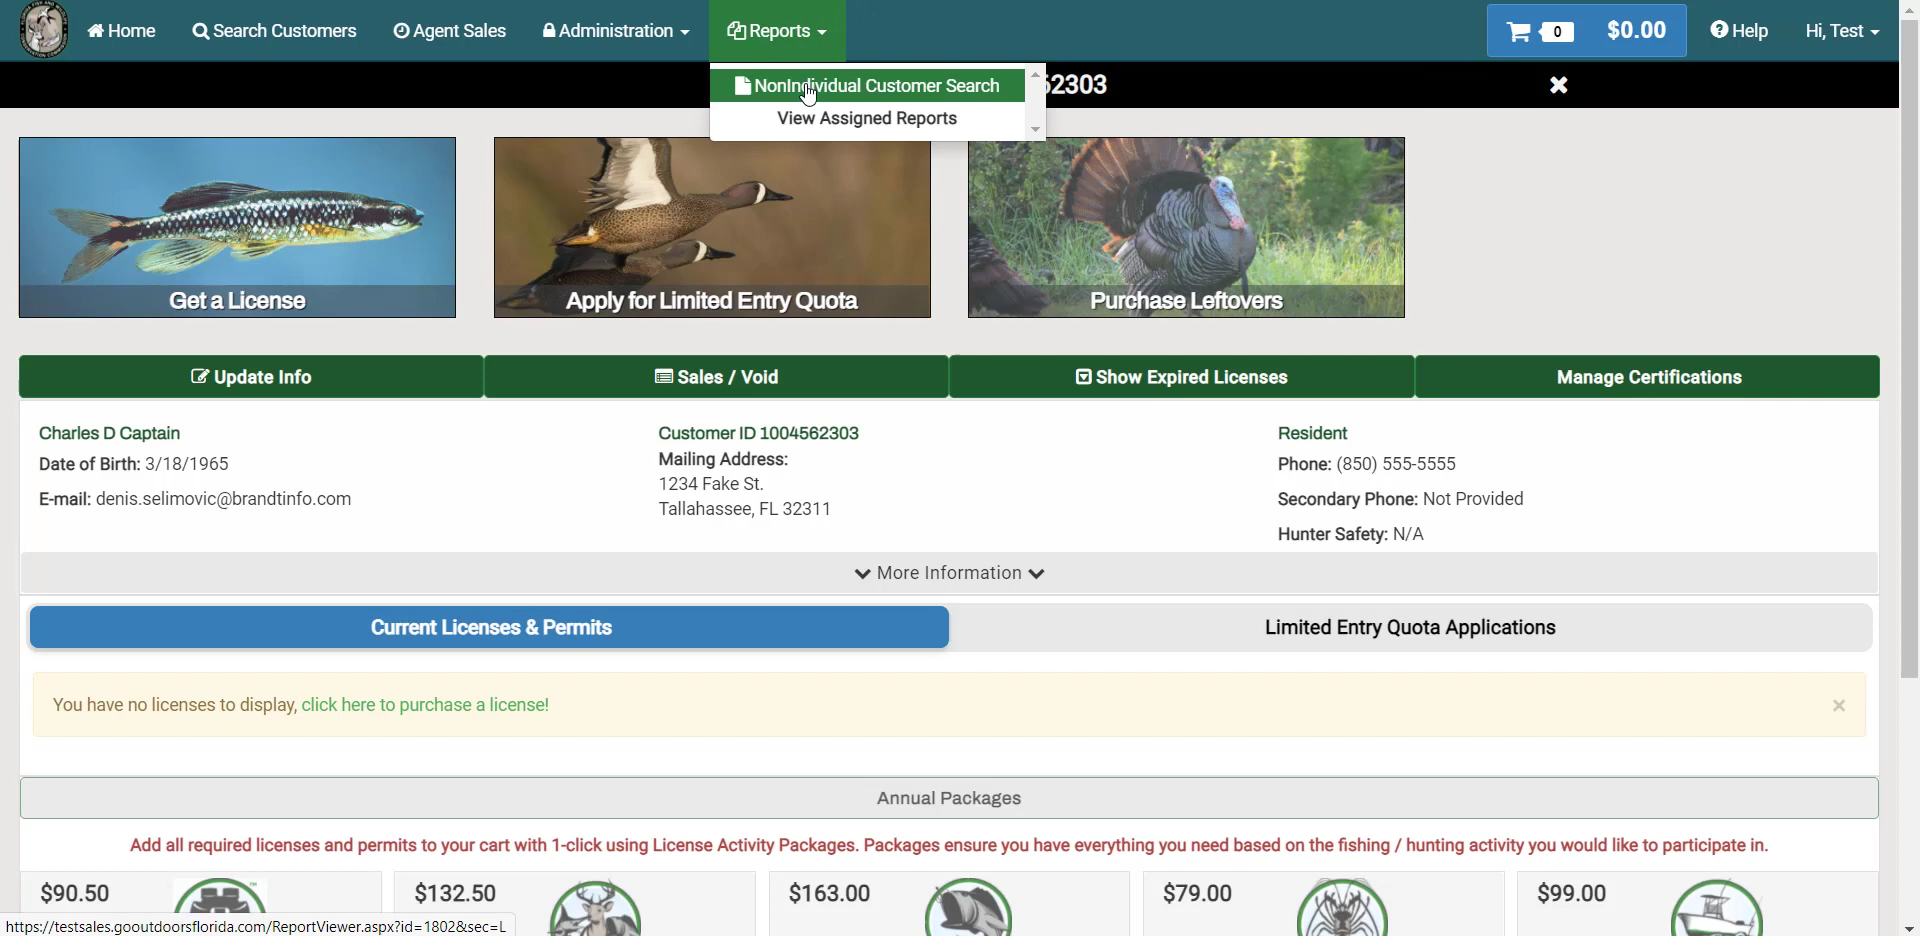 Home
Search Customers
Agent Sales
Administration
Reports
0
$0.00
Help
Hi, Test
NonIndividual Customer Search
View Assigned Reports
2303
Get a License
Apply for Limited Entry Quota
Purchase Leftovers
Update Info
Sales / Void
Show Expired Licenses
Manage Certifications
Charles D Captain
Date of Birth: 3/18/1965
E-mail: denis.selimovic@brandtinfo.com
Customer ID 1004562303
Mailing Address:
1234 Fake St.
Tallahassee, FL 32311
Resident
Phone: (850) 555-5555
Secondary Phone: Not Provided
Hunter Safety: N/A
More Information
Current Licenses & Permits
Limited Entry Quota Applications
You have no licenses to display, click here to purchase a license!
Annual Packages
Add all required licenses and permits to your cart with 1-click using License Activity Packages. Packages ensure you have everything you need based on the fishing / hunting activity you would like to participate in.
$90.50
$132.50
$163.00
$79.00
$99.00
https://testsales.gooutdoorsflorida.com/ReportViewer.aspx?id=1802&sec=L